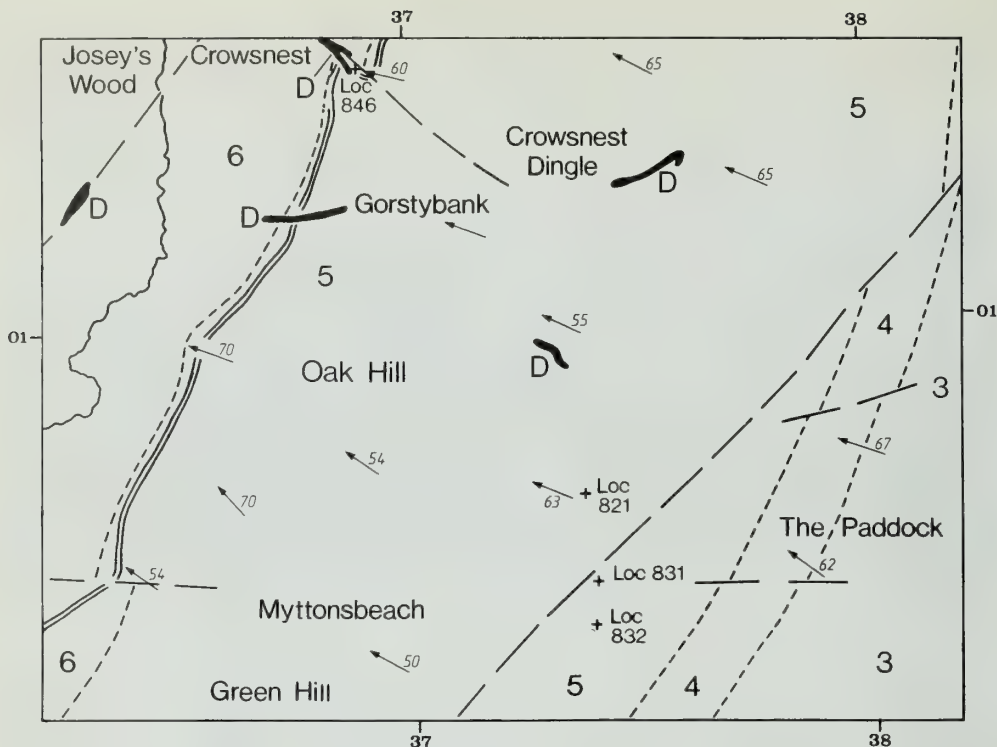 37
38
Josey's
Wood
Crowsnest
D
Loc
846
60
65
5
6
Crowsnest
Dingle
D
65
D
D
Gorstybank
5
01
01
55
4
70
Oak Hill
D
3
54
67
70
63
Loc
821
The Paddock
54
Loc 831
62
Myttonsbeach
Loc
832
6
50
3
Green Hill
5
4
37
38